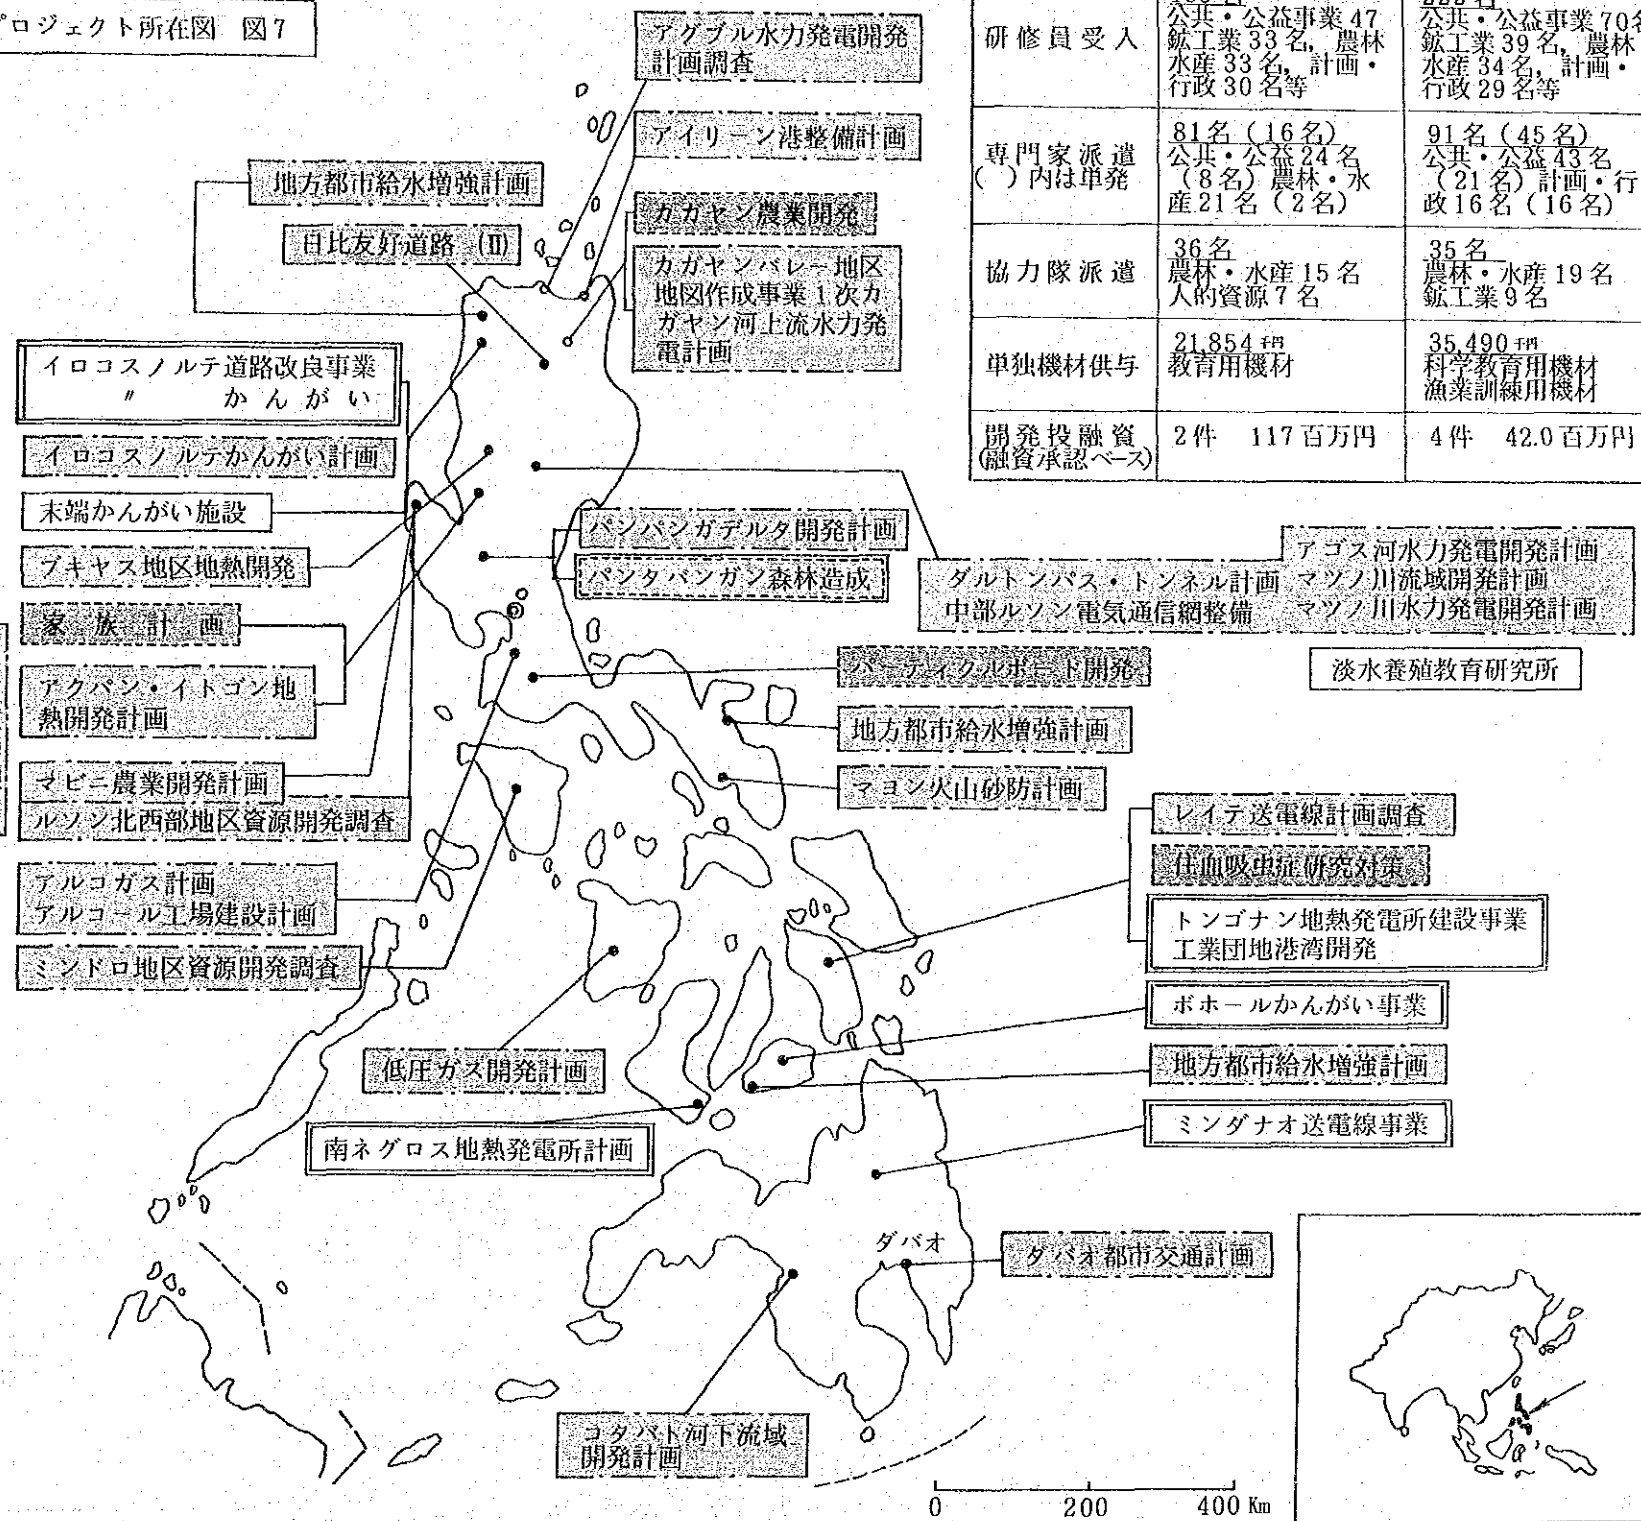 ロジェクト所在図 図7
研修員受入
公共・公益事業47
鉱工業33名,農林
水産33名,計画・
行政30名等
公共・公益事業70名
鉱工業39名,農林
水産34名,計画・
行政29名等
専門家派遣
( )内は単発
81名(16名)
公共・公益24名
(8名)農林・水
産21名(2名)
91名(45名)
公共・公益43名
(21名)計画・行
政16名(16名)
協力隊派遣
36名
農林・水産15名
人的資源7名
35名
農林・水産19名
鉱工業9名
単独機材供与
21,854千円
教育用機材
35,490千円
科学教育用機材
漁業訓練用機材
開発投融資
(融資承認ベース)
2件 117百万円
4件 42.0百万円
アグブル水力発電開発
計画調査
アイリーン港整備計画
地方都市給水増強計画
日比友好道路(Ⅱ)
カガヤン農業開発
カガヤンバレー地区
地図作成事業1次カ
ガヤン河上流水力発
電計画
イロコスノルテ道路改良事業
〃 かんがい
イロコスノルテかんがい計画
末端かんがい施設
ブキヤス地区地熱開発
家族計画
アクパン・イトゴン地
熱開発計画
マビニ農業開発計画
ルソン北西部地区資源開発調査
アルコガス計画
アルコール工場建設計画
ミンドロ地区資源開発調査
パンパンガデルタ開発計画
パンタバンガン森林造成
ダルトンパス・トンネル計画
中部ルソン電気通信網整備
アゴス河水力発電開発計画
マツノ川流域開発計画
マツノ川水力発電開発計画
淡水養殖教育研究所
パーティクルボード開発
地方都市給水増強計画
マヨン火山砂防計画
レイテ送電線計画調査
住血吸虫症研究対策
トンゴナン地熱発電所建設事業
工業団地港湾開発
ボホールかんがい事業
地方都市給水増強計画
ミンダナオ送電線事業
低圧ガス開発計画
南ネグロス地熱発電所計画
ダバオ
ダバオ都市交通計画
コタバト河下流域
開発計画
0 200 400 Km